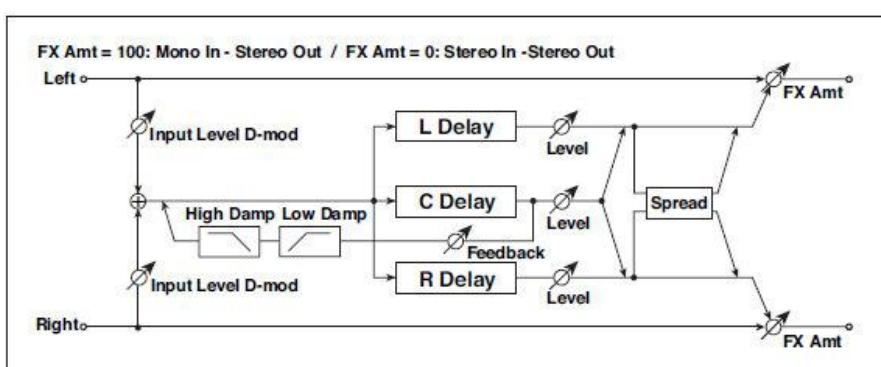 FX Amt = 100: Mono In - Stereo Out / FX Amt = 0: Stereo In -Stereo Out
Left
FX Amt
Input Level D-mod
L Delay
Level
C Delay
Level
Spread
High Damp Low Damp
Feedback
Input Level D-mod
R Delay
Level
Right
FX Amt